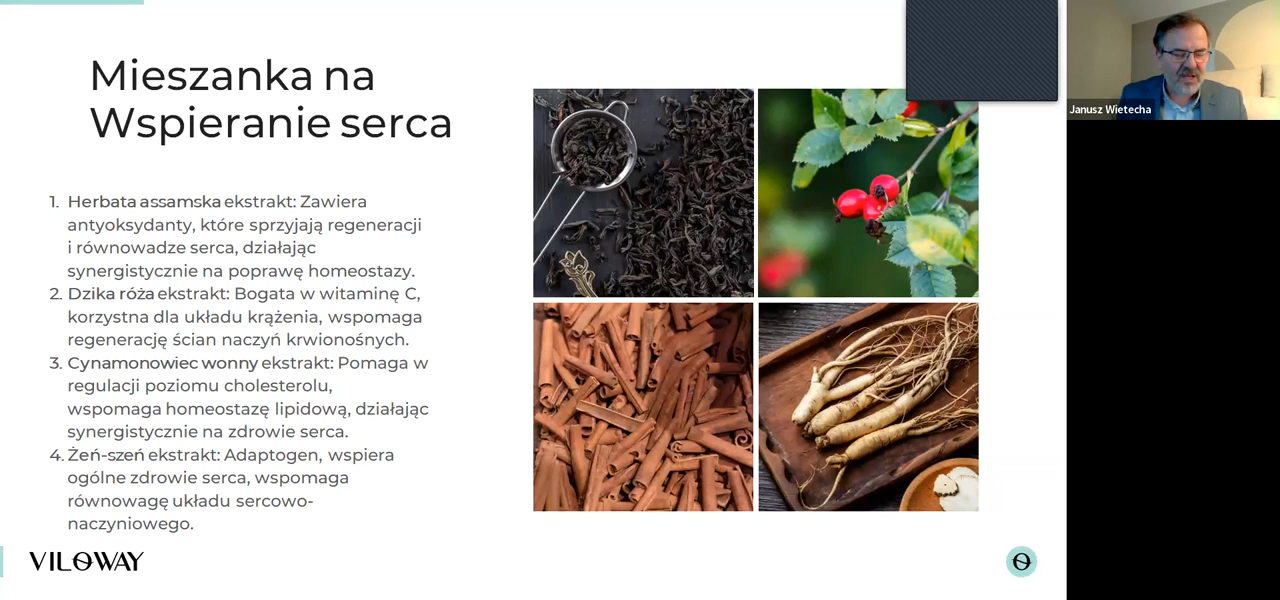 Mieszanka na
Wspieranie serca
1. Herbata assamska ekstrakt: Zawiera
antyoksydanty, które sprzyjają regeneracji
i równowadze serca, działając
synergistycznie na poprawę homeostazy.
2. Dzika róża ekstrakt: Bogata w witaminę C,
korzystna dla układu krążenia, wspomaga
regenerację ścian naczyń krwionośnych.
3. Cynamonowiec wonny ekstrakt: Pomaga w
regulacji poziomu cholesterolu,
wspomaga homeostazę lipidową, działając
synergistycznie na zdrowie serca.
4. Żeń-szeń ekstrakt: Adaptogen, wspiera
ogólne zdrowie serca, wspomaga
równowagę układu sercowo-
naczyniowego.
VILOWAY
Janusz Wietecha